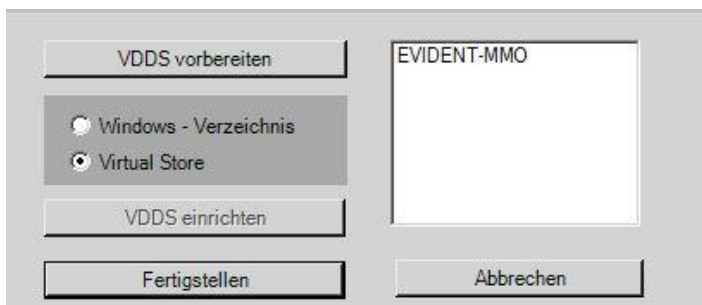 VDDS vorbereiten
Windows - Verzeichnis
Virtual Store
VDDS einrichten
Fertigstellen
EVIDENT-MMO
Abbrechen